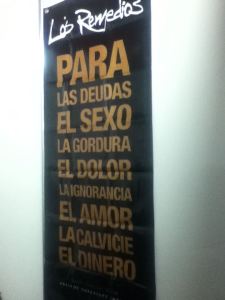 Los Remedios
PARA
LAS DEUDAS
EL SEXO
LA GORDURA
EL DOLOR
LA IGNORANCIA
EL AMOR
LA CALVICIE
EL DINERO